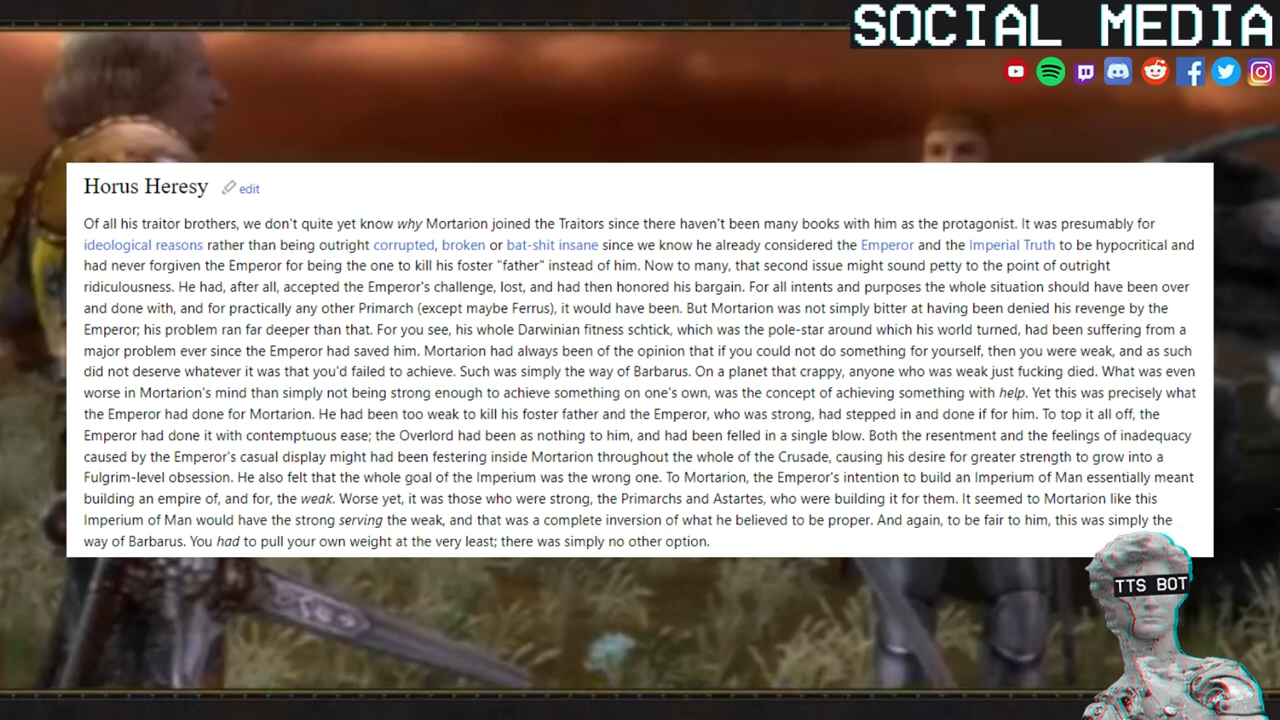 SOCIAL MEDIA
Horus Heresy edit
Of all his traitor brothers, we don't quite yet know why Mortarion joined the Traitors since there haven't been many books with him as the protagonist. It was presumably for
ideological reasons rather than being outright corrupted, broken or bat-shit insane since we know he already considered the Emperor and the Imperial Truth to be hypocritical and
had never forgiven the Emperor for being the one to kill his foster "father" instead of him. Now to many, that second issue might sound petty to the point of outright
ridiculousness. He had, after all, accepted the Emperor's challenge, lost, and had then honored his bargain. For all intents and purposes the whole situation should have been over
and done with, and for practically any other Primarch (except maybe Ferrus), it would have been. But Mortarion was not simply bitter at having been denied his revenge by the
Emperor; his problem ran far deeper than that. For you see, his whole Darwinian fitness schtick, which was the pole-star around which his world turned, had been suffering from a
major problem ever since the Emperor had saved him. Mortarion had always been of the opinion that if you could not do something for yourself, then you were weak, and as such
did not deserve whatever it was that you'd failed to achieve. Such was simply the way of Barbarus. On a planet that crappy, anyone who was weak just fucking died. What was even
worse in Mortarion's mind than simply not being strong enough to achieve something on one's own, was the concept of achieving something with help. Yet this was precisely what
the Emperor had done for Mortarion. He had been too weak to kill his foster father and the Emperor, who was strong, had stepped in and done if for him. To top it all off, the
Emperor had done it with contemptuous ease; the Overlord had been as nothing to him, and had been felled in a single blow. Both the resentment and the feelings of inadequacy
caused by the Emperor's casual display might had been festering inside Mortarion throughout the whole of the Crusade, causing his desire for greater strength to grow into a
Fulgrim-level obsession. He also felt that the whole goal of the Imperium was the wrong one. To Mortarion, the Emperor's intention to build an Imperium of Man essentially meant
building an empire of, and for, the weak. Worse yet, it was those who were strong, the Primarchs and Astartes, who were building it for them. It seemed to Mortarion like this
Imperium of Man would have the strong serving the weak, and that was a complete inversion of what he believed to be proper. And again, to be fair to him, this was simply the
way of Barbarus. You had to pull your own weight at the very least; there was simply no other option.
TTS BOT